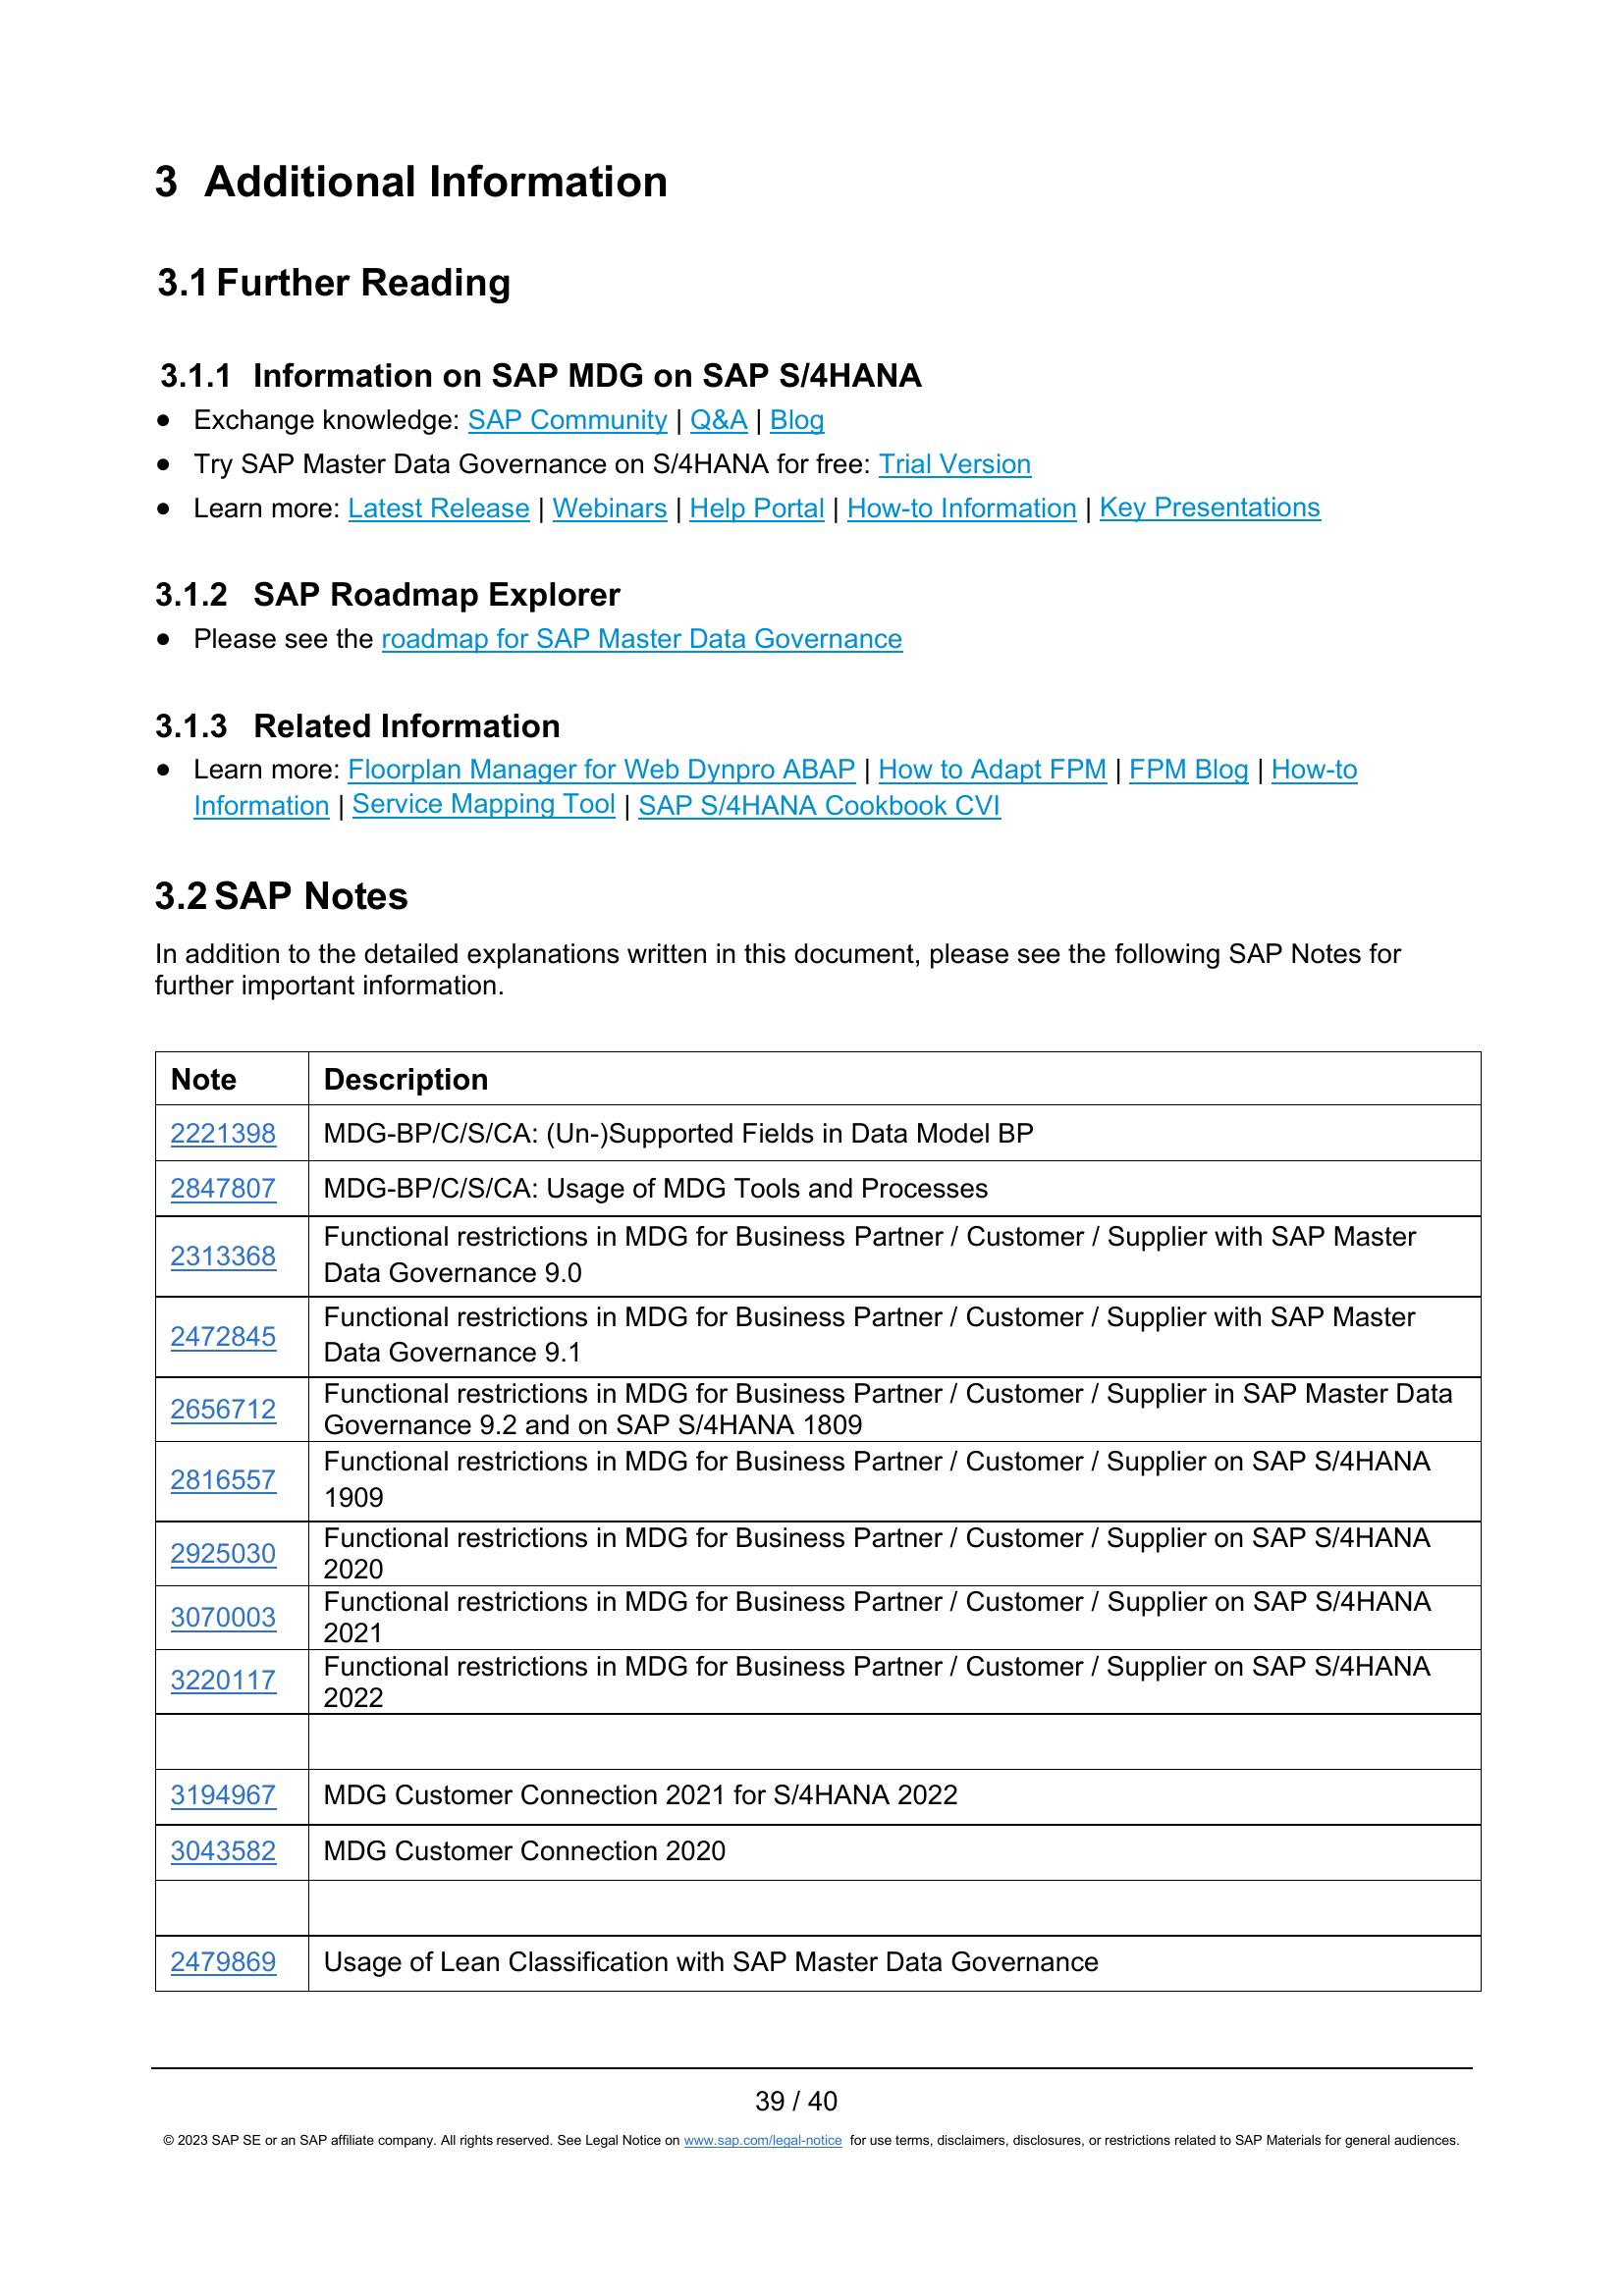 3 Additional Information
3.1 Further Reading
3.1.1 Information on SAP MDG on SAP S/4HANA
● Exchange knowledge: SAP Community | Q&A | Blog
● Try SAP Master Data Governance on S/4HANA for free: Trial Version
● Learn more: Latest Release | Webinars | Help Portal | How-to Information | Key Presentations
3.1.2 SAP Roadmap Explorer
● Please see the roadmap for SAP Master Data Governance
3.1.3 Related Information
● Learn more: Floorplan Manager for Web Dynpro ABAP | How to Adapt FPM | FPM Blog | How-to
Information | Service Mapping Tool | SAP S/4HANA Cookbook CVI
3.2 SAP Notes
In addition to the detailed explanations written in this document, please see the following SAP Notes for
further important information.
Note Description
2221398 MDG-BP/C/S/CA: (Un-)Supported Fields in Data Model BP
2847807 MDG-BP/C/S/CA: Usage of MDG Tools and Processes
2313368 Functional restrictions in MDG for Business Partner / Customer / Supplier with SAP Master
Data Governance 9.0
2472845 Functional restrictions in MDG for Business Partner / Customer / Supplier with SAP Master
Data Governance 9.1
2656712 Functional restrictions in MDG for Business Partner / Customer / Supplier in SAP Master Data
Governance 9.2 and on SAP S/4HANA 1809
2816557 Functional restrictions in MDG for Business Partner / Customer / Supplier on SAP S/4HANA
1909
2925030 Functional restrictions in MDG for Business Partner / Customer / Supplier on SAP S/4HANA
2020
3070003 Functional restrictions in MDG for Business Partner / Customer / Supplier on SAP S/4HANA
2021
3220117 Functional restrictions in MDG for Business Partner / Customer / Supplier on SAP S/4HANA
2022
3194967 MDG Customer Connection 2021 for S/4HANA 2022
3043582 MDG Customer Connection 2020
2479869 Usage of Lean Classification with SAP Master Data Governance
39 / 40
© 2023 SAP SE or an SAP affiliate company. All rights reserved. See Legal Notice on www.sap.com/legal-notice for use terms, disclaimers, disclosures, or restrictions related to SAP Materials for general audiences.